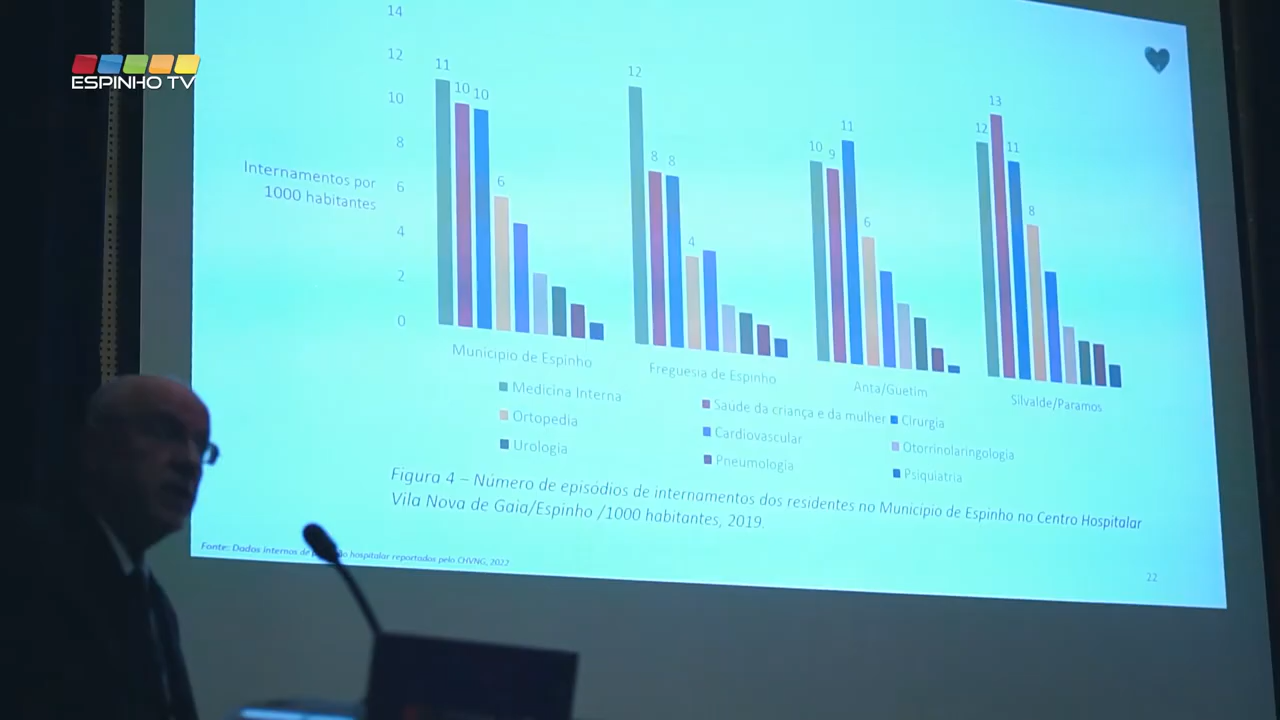 ESPINHO TV
14
12
10
8
6
4
2
0
Internamentos por
1000 habitantes
11 10 10 6
12 8 8 4
10 9 11 6
12 13 11 8
Município de Espinho
Freguesia de Espinho
Anta/Guetim
Silvalde/Paramos
Medicina Interna
Saúde da criança e da mulher
Cirurgia
Ortopedia
Cardiovascular
Otorrinolaringologia
Urologia
Pneumologia
Psiquiatria
Figura 4 – Número de episódios de internamentos dos residentes no Município de Espinho no Centro Hospitalar
Vila Nova de Gaia/Espinho /1000 habitantes, 2019.
Fonte: Dados internos de hospitalar reportados pelo CHVNG, 2022
22